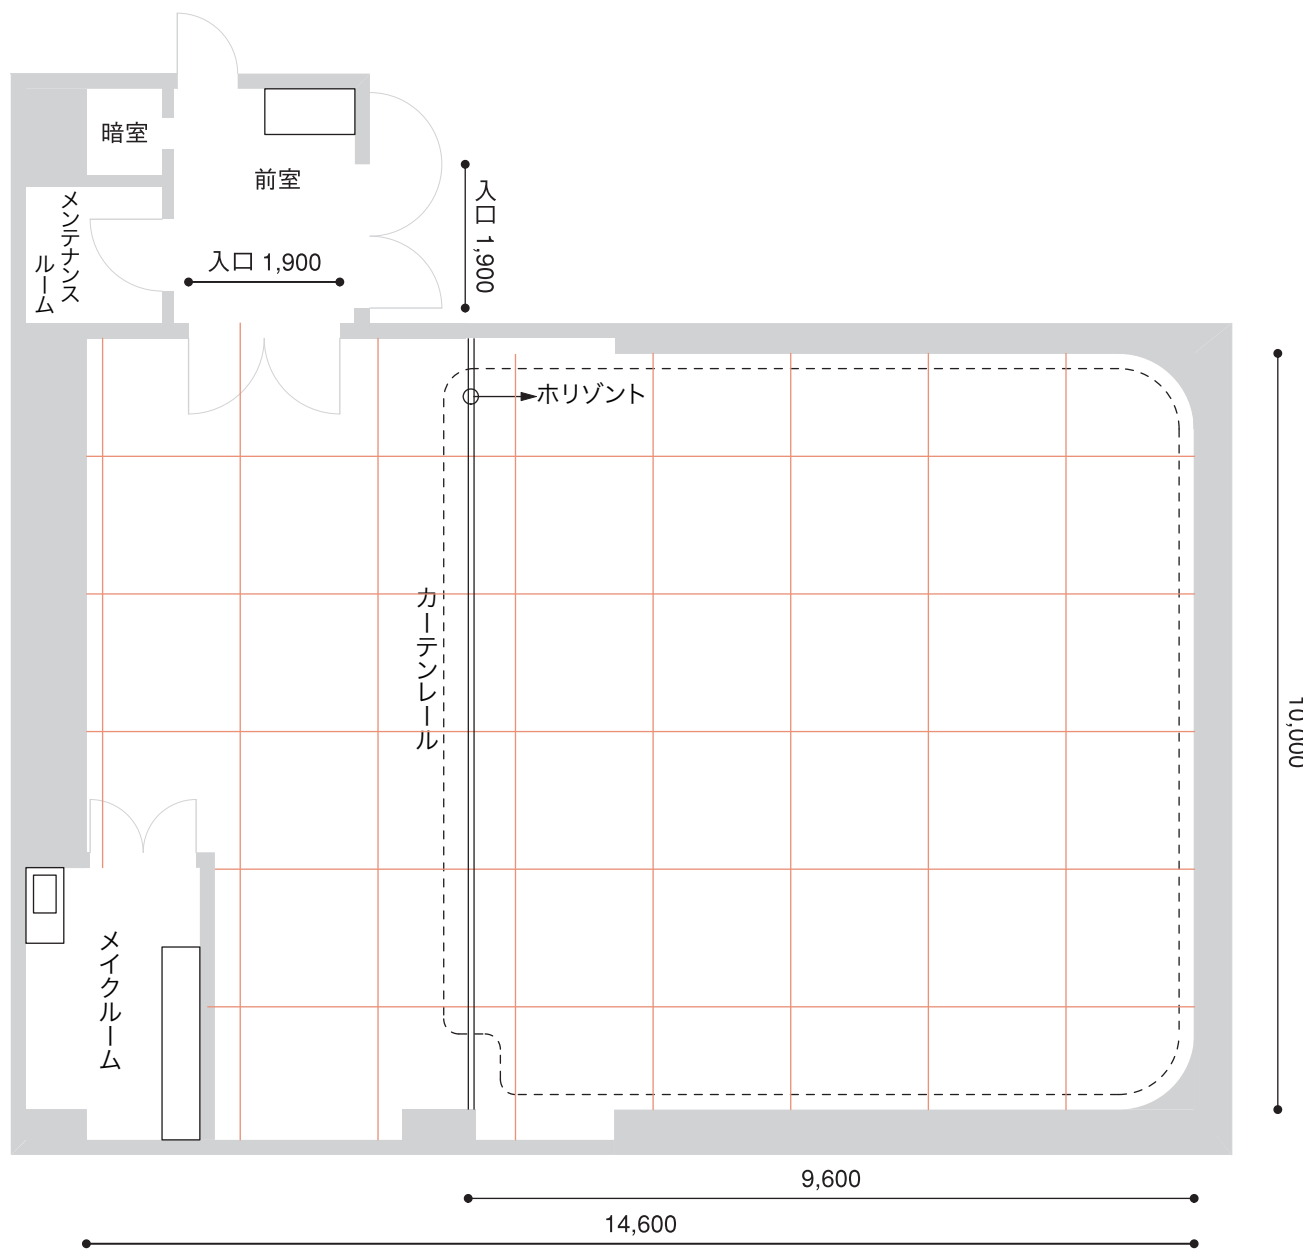 暗室
前室
メンテナンス
ルーム
入口 1,900
入口 1,900
ホリゾント
カーテンレール
10,000
メイクルーム
9,600
14,600